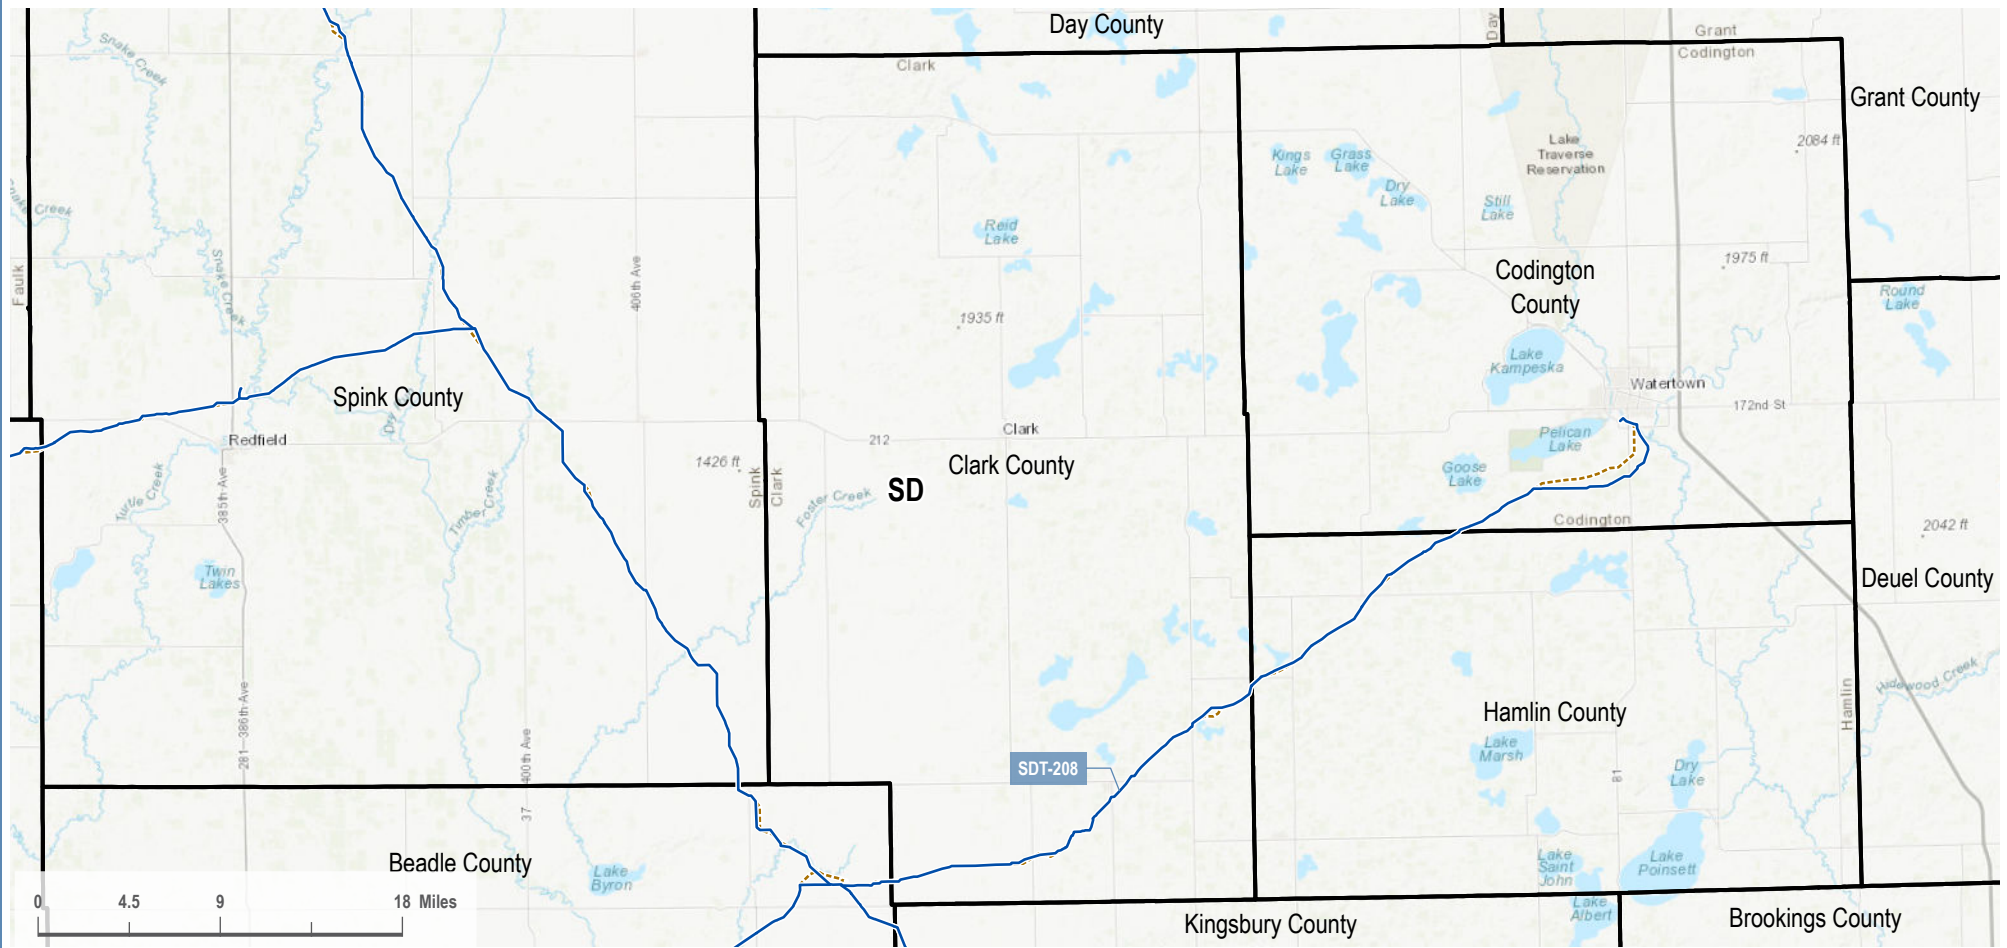 Day County
Day
Grant
Codington
Clark
Snake Creek
Grant County
Lake
Traverse
Reservation
2084 ft
Kings
Lake
Grass
Lake
Dry
Lake
Still
Lake
Creek
Reid
Lake
Snake Creek
Faulk
406th Ave
1975 ft
Codington
County
Round
Lake
1935 ft
Lake
Kampeska
Watertown
Spink County
Dry
172nd St
Redfield
Clark
212
Pelican
Lake
1426 ft
Spink
Clark
Clark County
Goose
Lake
SD
Foster Creek
385th Ave
Turtle Creek
Timber Creek
Codington
2042 ft
Twin
Lakes
Deuel County
281-386th Ave
Hamlin
Hidewood Creek
Hamlin County
Lake
Marsh
SDT-208
400th Ave
37
81
Dry
Lake
Beadle County
Lake
Byron
Lake
Saint
John
Lake
Poinsett
0 4.5 9 18 Miles
Lake
Albert
Kingsbury County
Brookings County